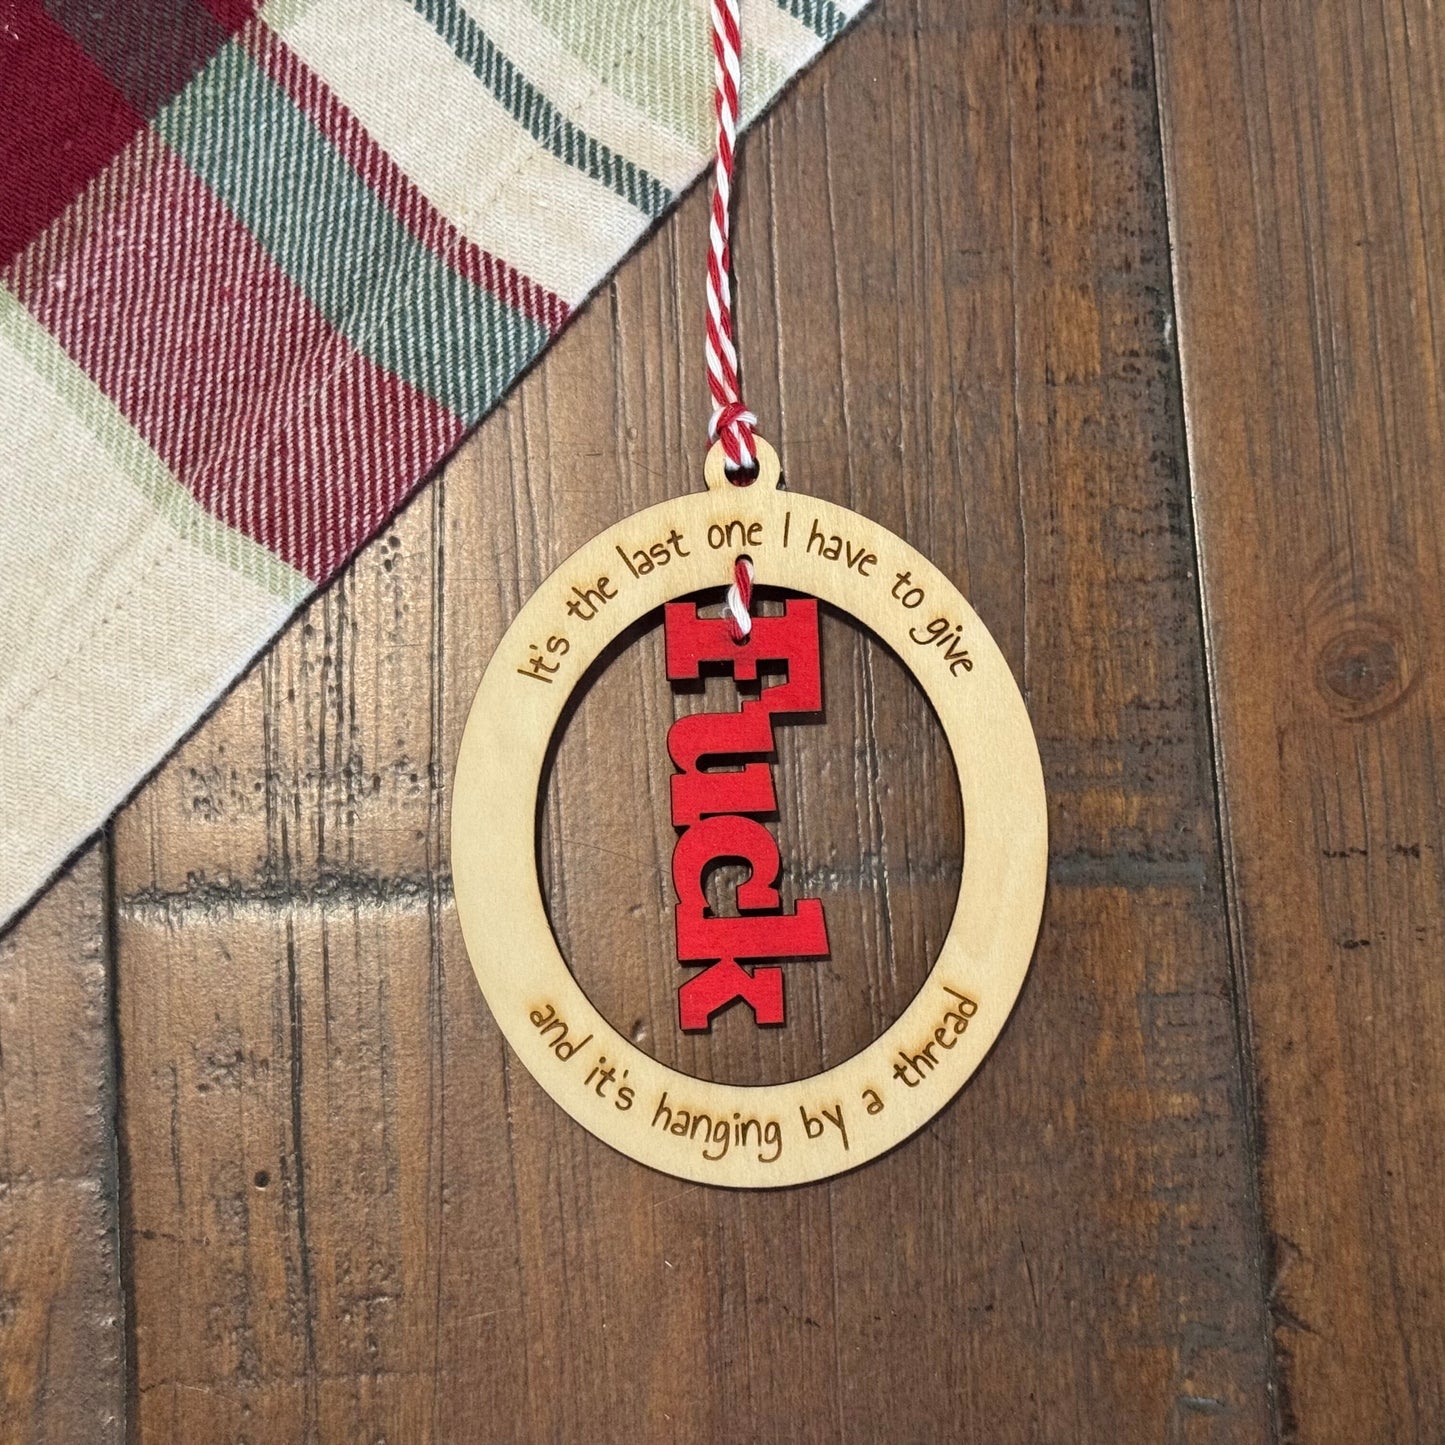 It's the last one I have to give
Fuck
and it's hanging by a thread